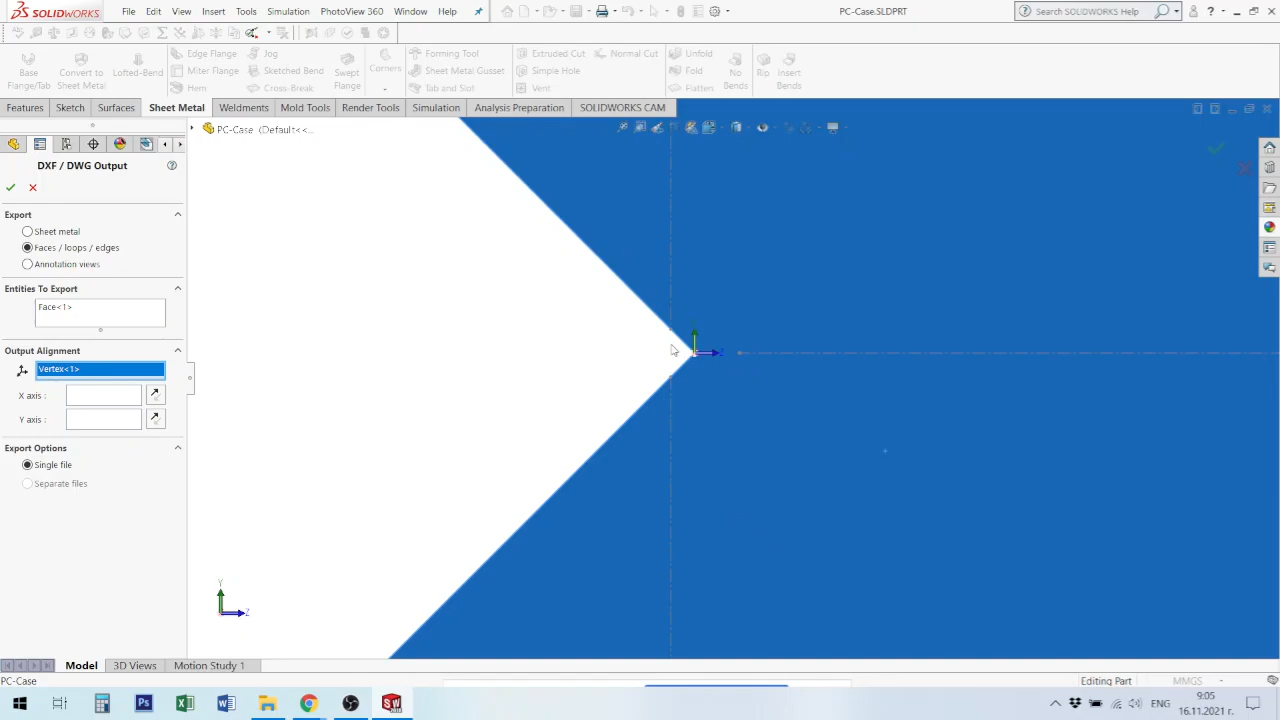 SOLIDWORKS
File
Edit
View
Insert
Tools
Simulation
PhotoView 360
Window
Help
PC-Case.SLDPRT
Search SOLIDWORKS Help
Base Flange/Tab
Convert to Sheet Metal
Lofted-Bend
Edge Flange
Miter Flange
Hem
Jog
Sketched Bend
Cross-Break
Swept Flange
Corners
Forming Tool
Sheet Metal Gusset
Tab and Slot
Extruded Cut
Simple Hole
Vent
Normal Cut
Unfold
Fold
Flatten
No Bends
Rip
Insert Bends
Features
Sketch
Surfaces
Sheet Metal
Weldments
Mold Tools
Render Tools
Simulation
Analysis Preparation
SOLIDWORKS CAM
PC-Case (Default<<...
DXF / DWG Output
Export
Sheet metal
Faces / loops / edges
Annotation views
Entities To Export
Face<1>
Output Alignment
Vertex<1>
X axis :
Y axis :
Export Options
Single file
Separate files
Z
Y
Z
Model
3D Views
Motion Study 1
PC-Case
Editing Part
MMGS
Ps
ENG
9:05
16.11.2021 г.